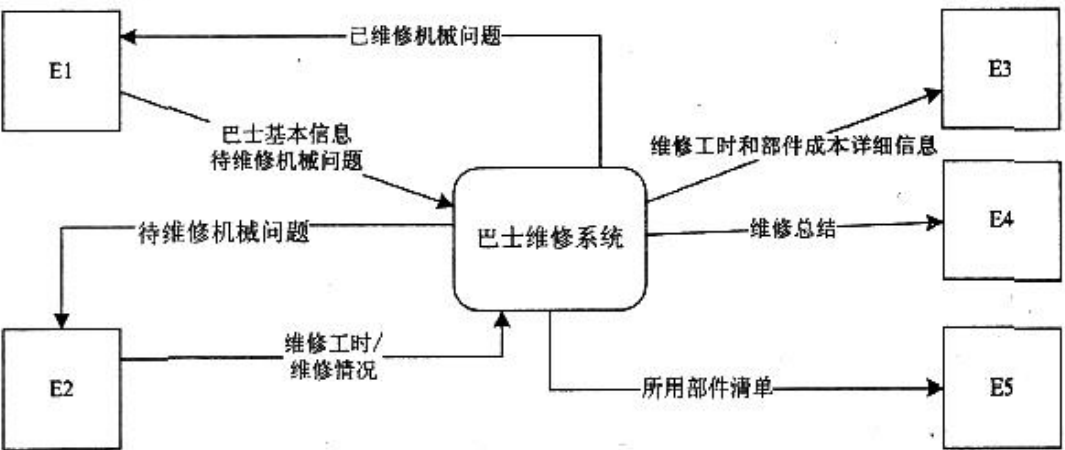 已维修机械问题
E1
E3
巴士基本信息
待维修机械问题
维修工时和部件成本详细信息
待维修机械问题
巴士维修系统
维修总结
E4
维修工时/
维修情况
E2
所用部件清单
E5